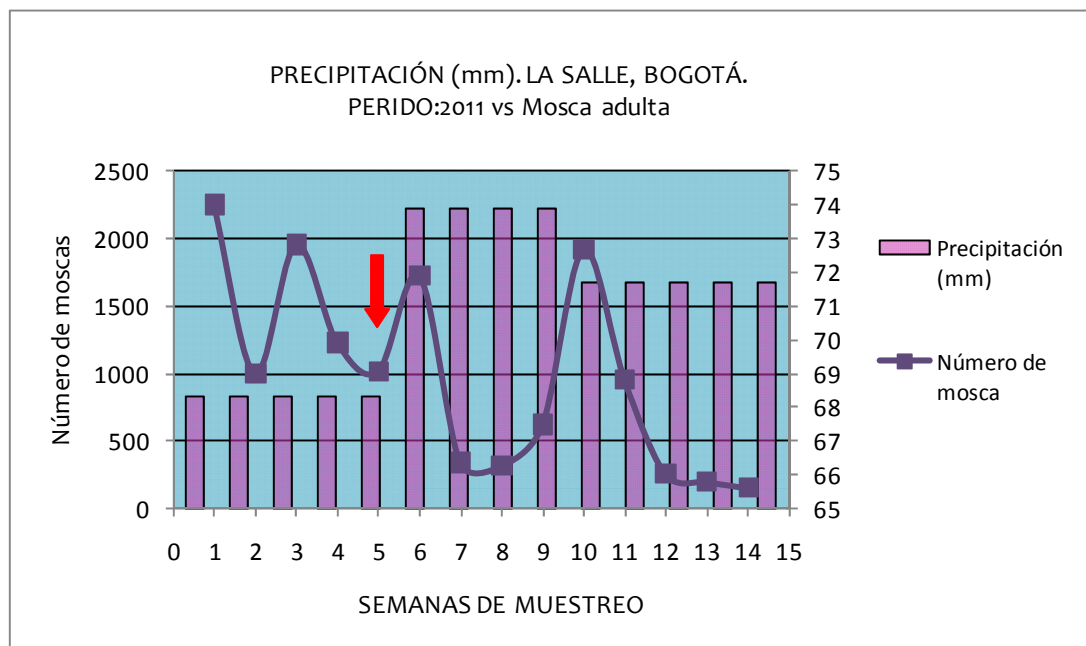 PRECIPITACIÓN (mm). LA SALLE, BOGOTÁ.
PERIDO:2011 vs Mosca adulta
2500
2000
1500
1000
500
0
Número de moscas
75
74
73
72
71
70
69
68
67
66
65
Precipitación
(mm)
Número de
mosca
0 1 2 3 4 5 6 7 8 9 10 11 12 13 14 15
SEMANAS DE MUESTREO